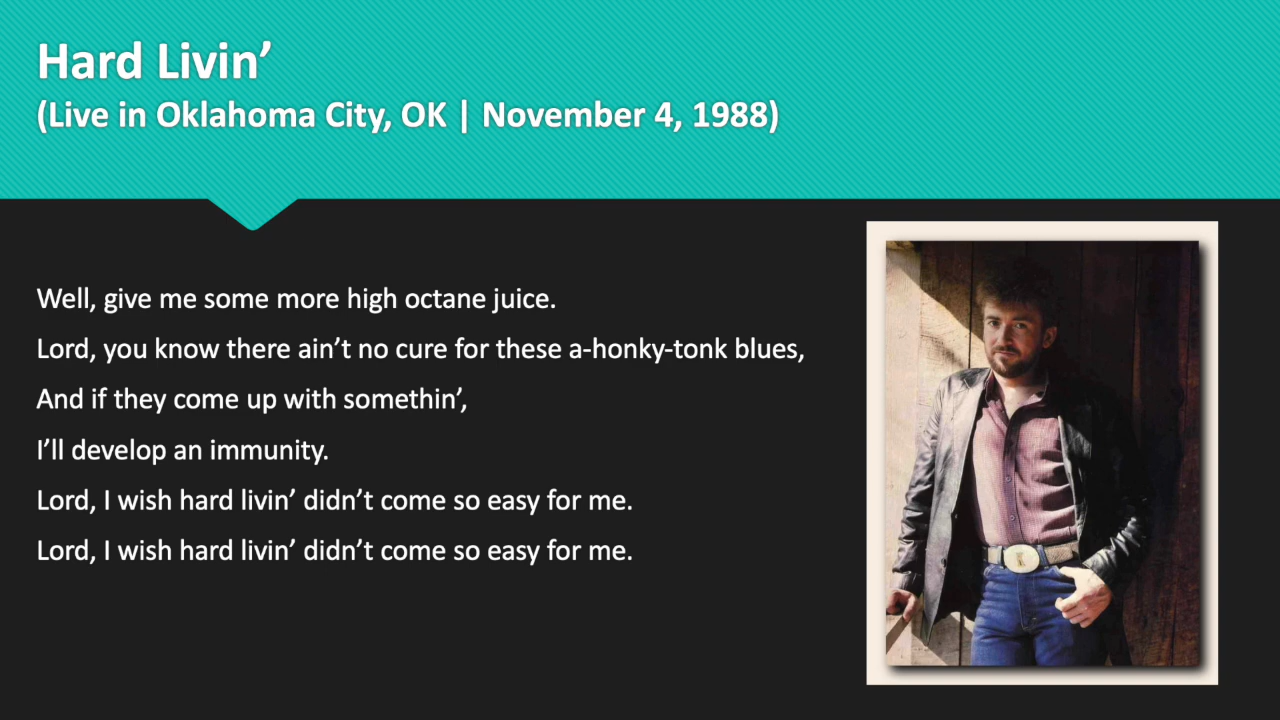 Hard Livin’
(Live in Oklahoma City, OK | November 4, 1988)
Well, give me some more high octane juice.
Lord, you know there ain’t no cure for these a-honky-tonk blues,
And if they come up with somethin’,
I’ll develop an immunity.
Lord, I wish hard livin’ didn’t come so easy for me.
Lord, I wish hard livin’ didn’t come so easy for me.